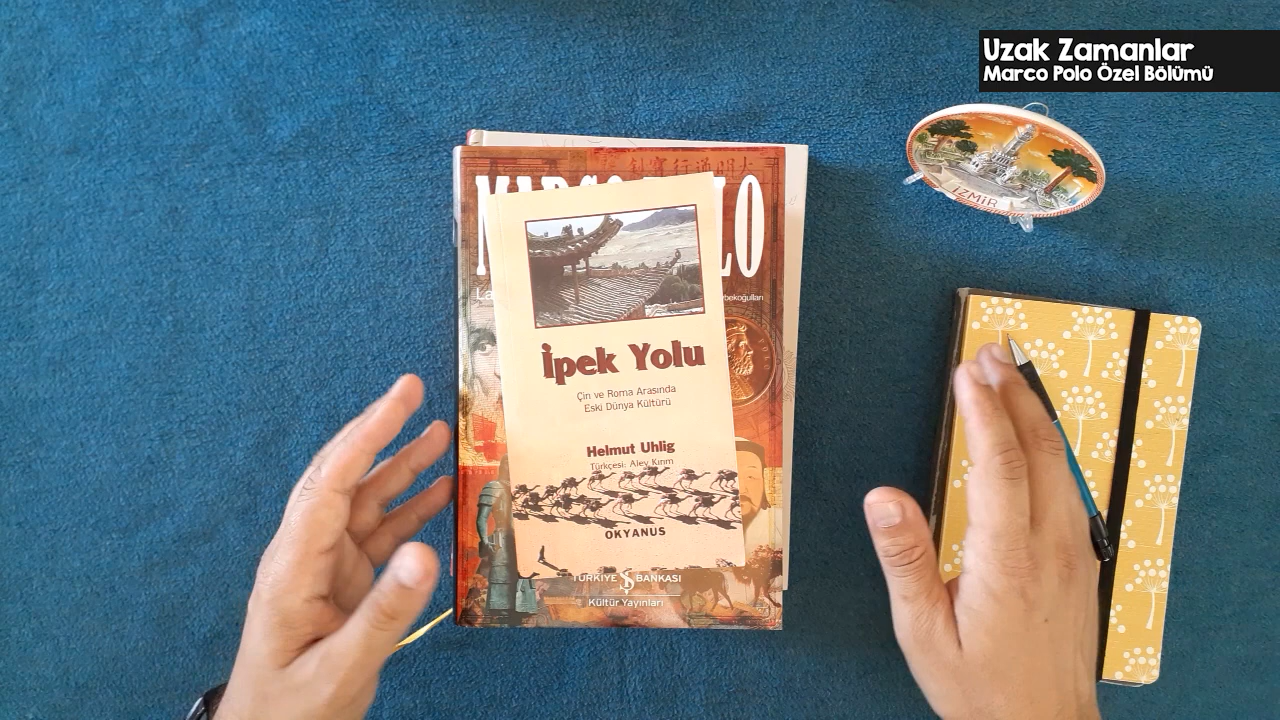 Uzak Zamanlar
Marco Polo Özel Bölümü
İZMİR
İpek Yolu
Çin ve Roma Arasında
Eski Dünya Kültürü
Helmut Uhlig
Türkçesi: Alev Kırım
OKYANUS
TÜRKİYE İŞ BANKASI
Kültür Yayınları